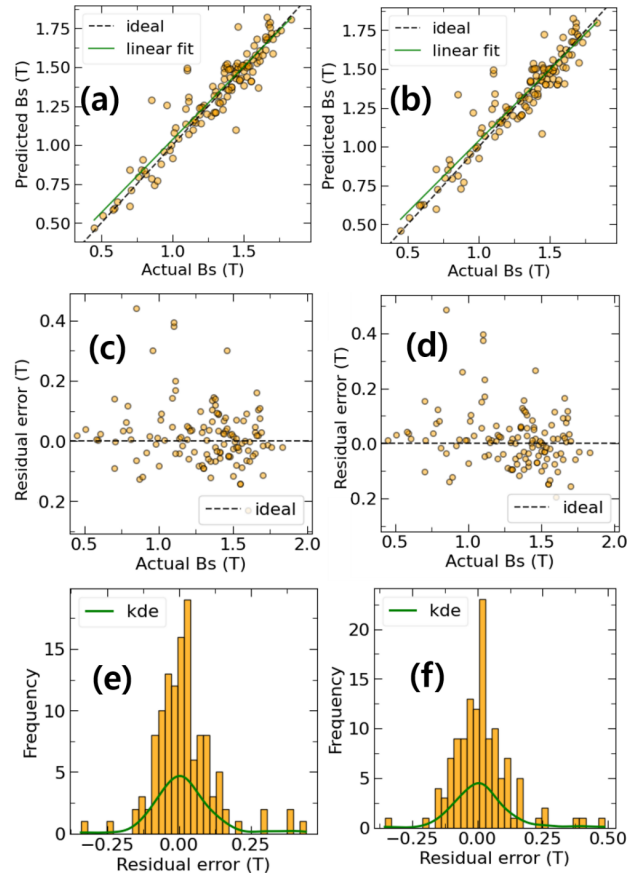 ideal
linear fit
(a)
Predicted Bs (T)
1.75
1.50
1.25
1.00
0.75
0.50
0.5 1.0 1.5
Actual Bs (T)
ideal
linear fit
(b)
Predicted Bs (T)
1.75
1.50
1.25
1.00
0.75
0.50
0.5 1.0 1.5
Actual Bs (T)
(c)
Residual error (T)
0.4
0.2
0.0
0.2
ideal
0.5 1.0 1.5 2.0
Actual Bs (T)
(d)
Residual error (T)
0.4
0.2
0.0
0.2
ideal
0.5 1.0 1.5 2.0
Actual Bs (T)
kde
(e)
Frequency
15
10
5
0
−0.25 0.00 0.25
Residual error (T)
kde
(f)
Frequency
20
15
10
5
0
−0.25 0.00 0.25 0.50
Residual error (T)